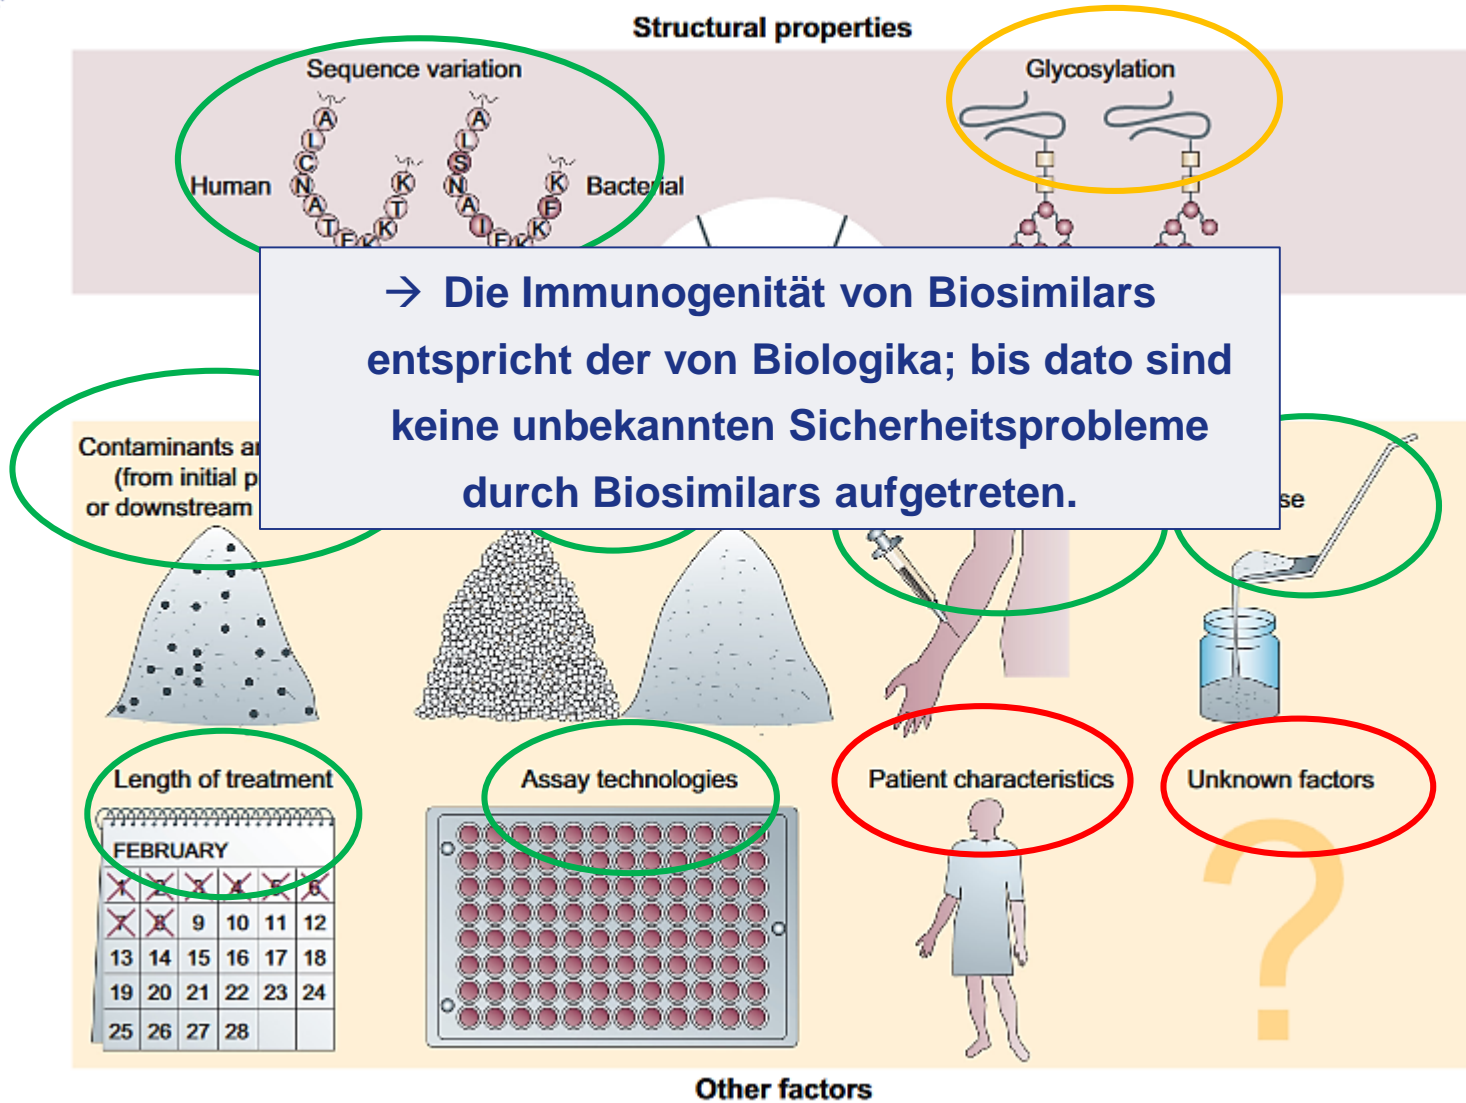 Structural properties
Sequence variation
Glycosylation
Human
Bacterial
A
L
C
N
A
T
F
K
K
T
K
A
L
S
N
A
I
F
K
K
F
K
→ Die Immunogenität von Biosimilars
entspricht der von Biologika; bis dato sind
keine unbekannten Sicherheitsprobleme
durch Biosimilars aufgetreten.
Contaminants
(from initial
or downstream
Length of treatment
Assay technologies
Patient characteristics
Unknown factors
FEBRUARY
1 2 3 4 5 6
7 8 9 10 11 12
13 14 15 16 17 18
19 20 21 22 23 24
25 26 27 28
?
Other factors